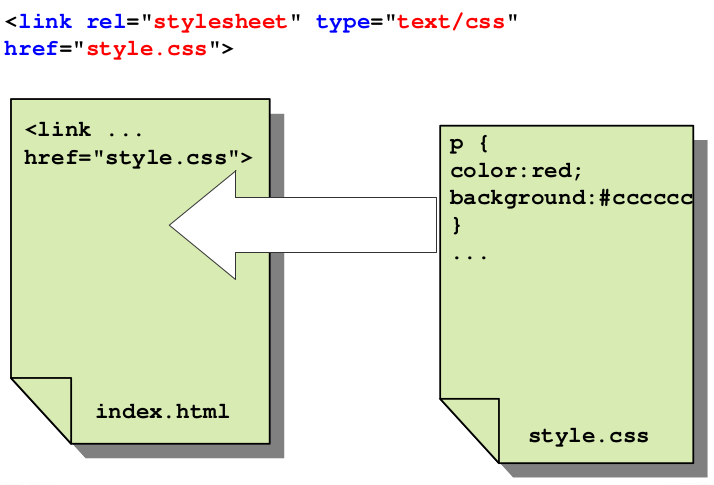 <link rel="stylesheet" type="text/css"
href="style.css">
<link ...
href="style.css">
index.html
p {
color:red;
background:#cccccc
}
...
style.css